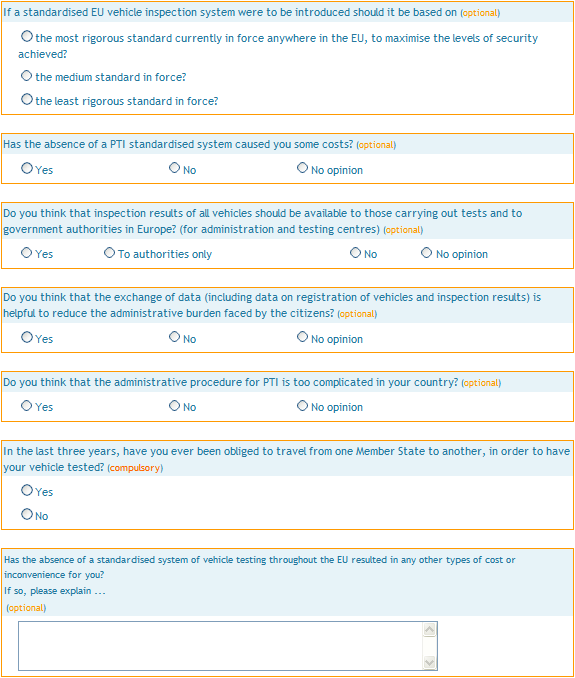 If a standardised EU vehicle inspection system were to be introduced should it be based on (optional)
the most rigorous standard currently in force anywhere in the EU, to maximise the levels of security
achieved?
the medium standard in force?
the least rigorous standard in force?
Has the absence of a PTI standardised system caused you some costs? (optional)
Yes No No opinion
Do you think that inspection results of all vehicles should be available to those carrying out tests and to
government authorities in Europe? (for administration and testing centres) (optional)
Yes To authorities only No No opinion
Do you think that the exchange of data (including data on registration of vehicles and inspection results) is
helpful to reduce the administrative burden faced by the citizens? (optional)
Yes No No opinion
Do you think that the administrative procedure for PTI is too complicated in your country? (optional)
Yes No No opinion
In the last three years, have you ever been obliged to travel from one Member State to another, in order to have
your vehicle tested? (compulsory)
Yes
No
Has the absence of a standardised system of vehicle testing throughout the EU resulted in any other types of cost or
inconvenience for you?
If so, please explain ...
(optional)